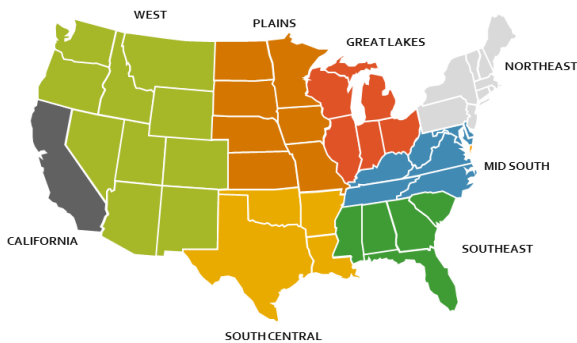 WEST
PLAINS
GREAT LAKES
NORTHEAST
MID SOUTH
CALIFORNIA
SOUTHEAST
SOUTH CENTRAL